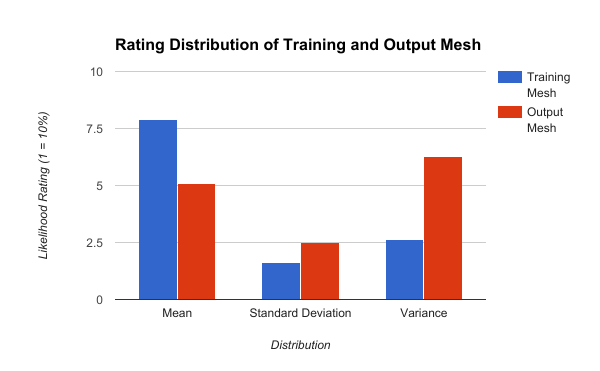 Rating Distribution of Training and Output Mesh
10
7.5
5
2.5
0
Likelihood Rating (1 = 10%)
Mean
Standard Deviation
Variance
Distribution
Training
Mesh
Output
Mesh